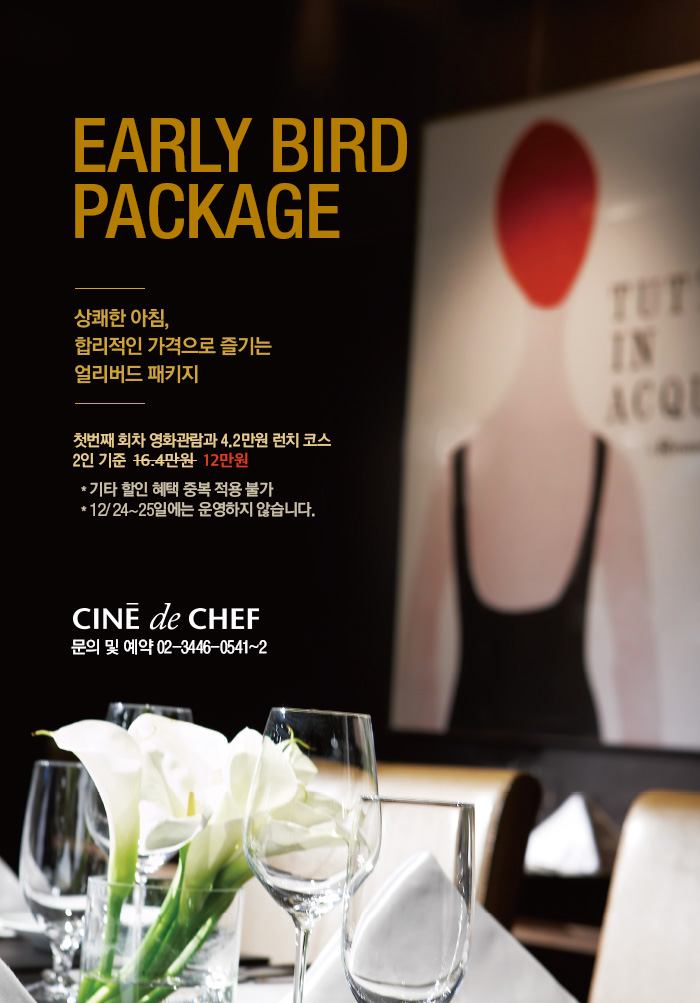 EARLY BIRD
PACKAGE
상쾌한 아침,
합리적인 가격으로 즐기는
얼리버드 패키지
첫번째 회차 영화관람과 4.2만원 런치 코스
2인 기준 16.4만원 12만원
* 기타 할인 혜택 중복 적용 불가
* 12/ 24~25일에는 운영하지 않습니다.
CINĒ de CHEF
문의 및 예약 02-3446-0541~2
IN